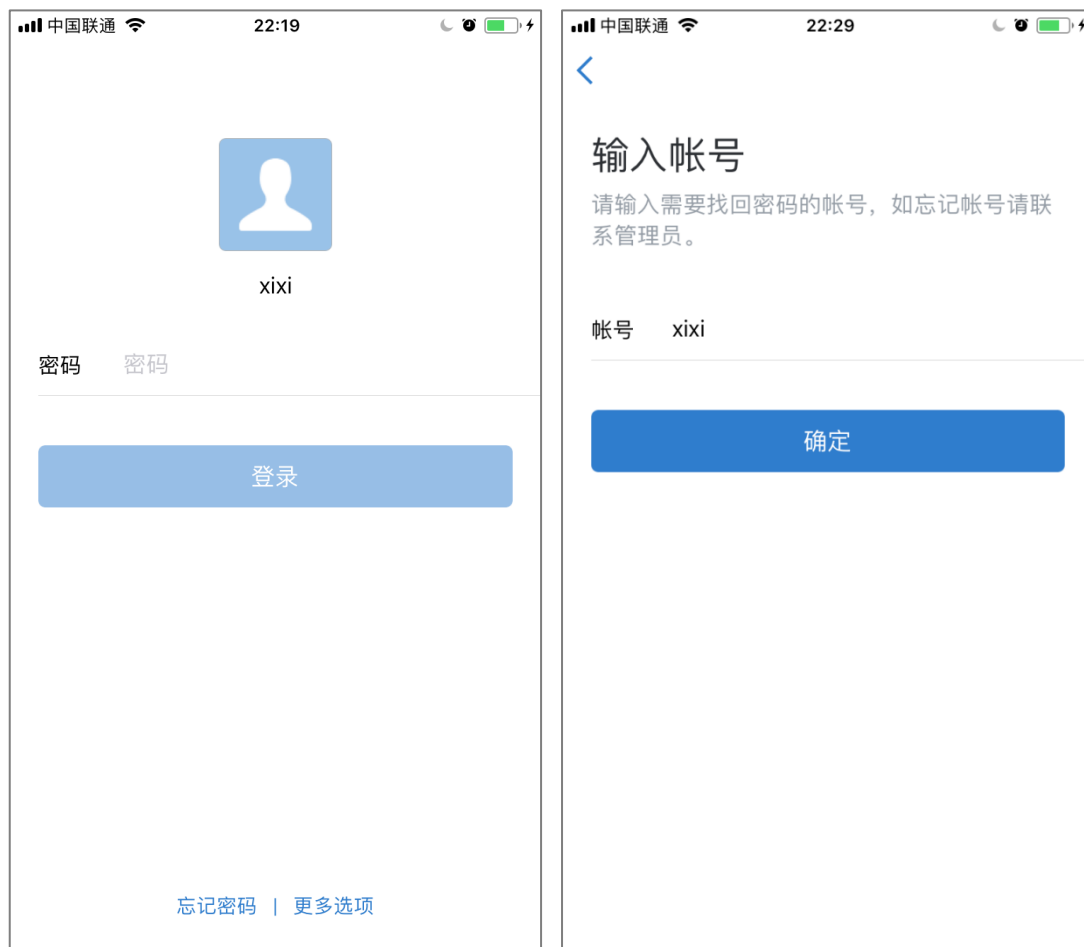 中国联通 22:19
xixi
密码 密码
登录
忘记密码 | 更多选项
中国联通 22:29
输入帐号
请输入需要找回密码的帐号，如忘记帐号请联
系管理员。
帐号 xixi
确定